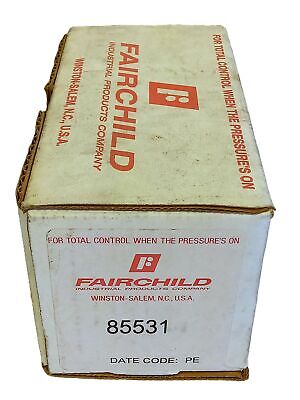 FOR TOTAL CONTROL WHEN THE PRESSURE'S ON
FAIRCHILD
INDUSTRIAL PRODUCTS COMPANY
WINSTON-SALEM, N.C., U.S.A.
FOR TOTAL CONTROL WHEN THE PRESSURE'S ON
FAIRCHILD
INDUSTRIAL PRODUCTS COMPANY
WINSTON-SALEM, N.C., U.S.A.
85531
DATE CODE: PE